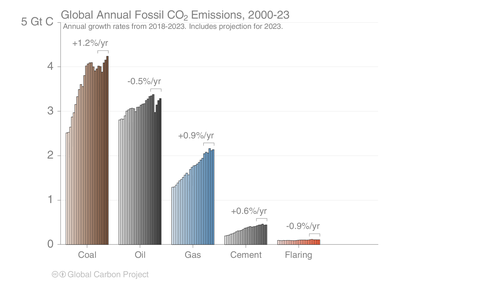 Global Annual Fossil CO₂ Emissions, 2000-23
Annual growth rates from 2018-2023. Includes projection for 2023.
5 Gt C
4
3
2
1
0
+1.2%/yr
-0.5%/yr
+0.9%/yr
+0.6%/yr
-0.9%/yr
Coal
Oil
Gas
Cement
Flaring
Global Carbon Project